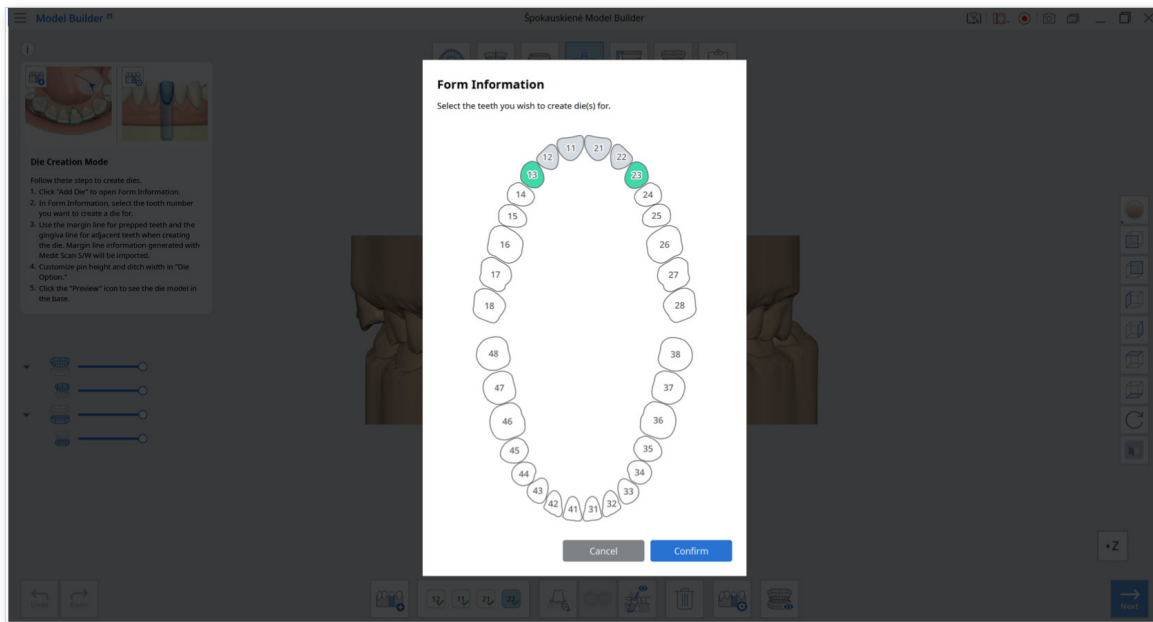 Model Builder
Špokauskienė Model Builder
Die Creation Mode
Follow these steps to create dies.
1. Click "Add Die" to open Form Information.
2. In Form Information, select the tooth number
you want to create a die for.
3. Use the margin line for prepped teeth and the
gingiva line for adjacent teeth when creating
the die. Margin line information generated with
Medit Scan S/W will be imported.
4. Customize pin height and ditch width in "Die
Option."
5. Click the "Preview" icon to see the die model in
the base.
Form Information
Select the teeth you wish to create die(s) for.
11 21
12 22
13 23
14 24
15 25
16 26
17 27
18 28
48 38
47 37
46 36
45 35
44 34
43 33
42 32
41 31
Cancel Confirm
•Z
Undo Redo
12 11 21 22
Next